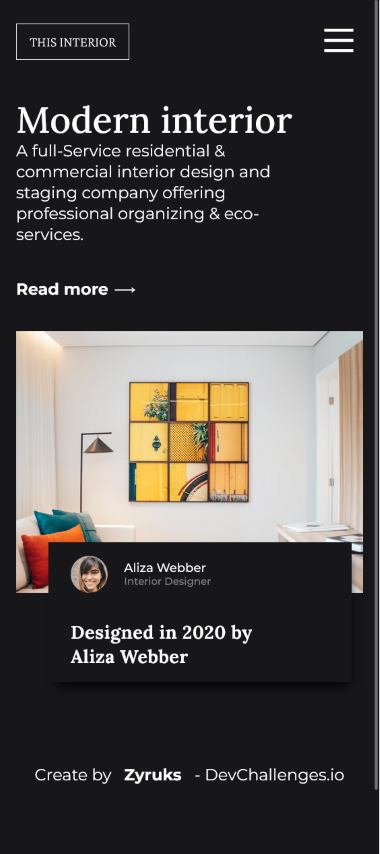 THIS INTERIOR
Modern interior
A full-Service residential &
commercial interior design and
staging company offering
professional organizing & eco-
services.
Read more ⟶
Aliza Webber
Interior Designer
Designed in 2020 by
Aliza Webber
Create by Zyruks - DevChallenges.io